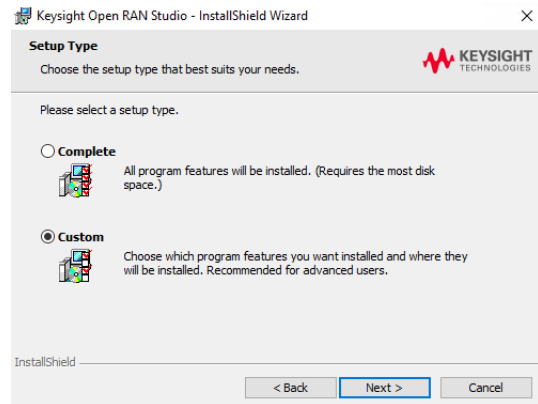 Keysight Open RAN Studio - InstallShield Wizard
Setup Type
Choose the setup type that best suits your needs.
KEYSIGHT
TECHNOLOGIES
Please select a setup type.
Complete
All program features will be installed. (Requires the most disk
space.)
Custom
Choose which program features you want installed and where they
will be installed. Recommended for advanced users.
InstallShield
< Back
Next >
Cancel